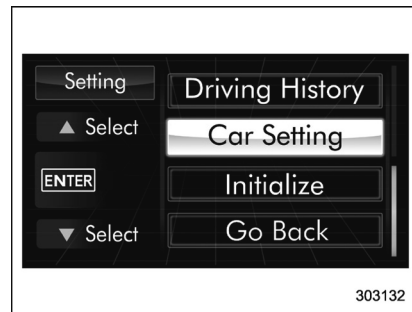 Setting
▲ Select
ENTER
▼ Select
Driving History
Car Setting
Initialize
Go Back
303132